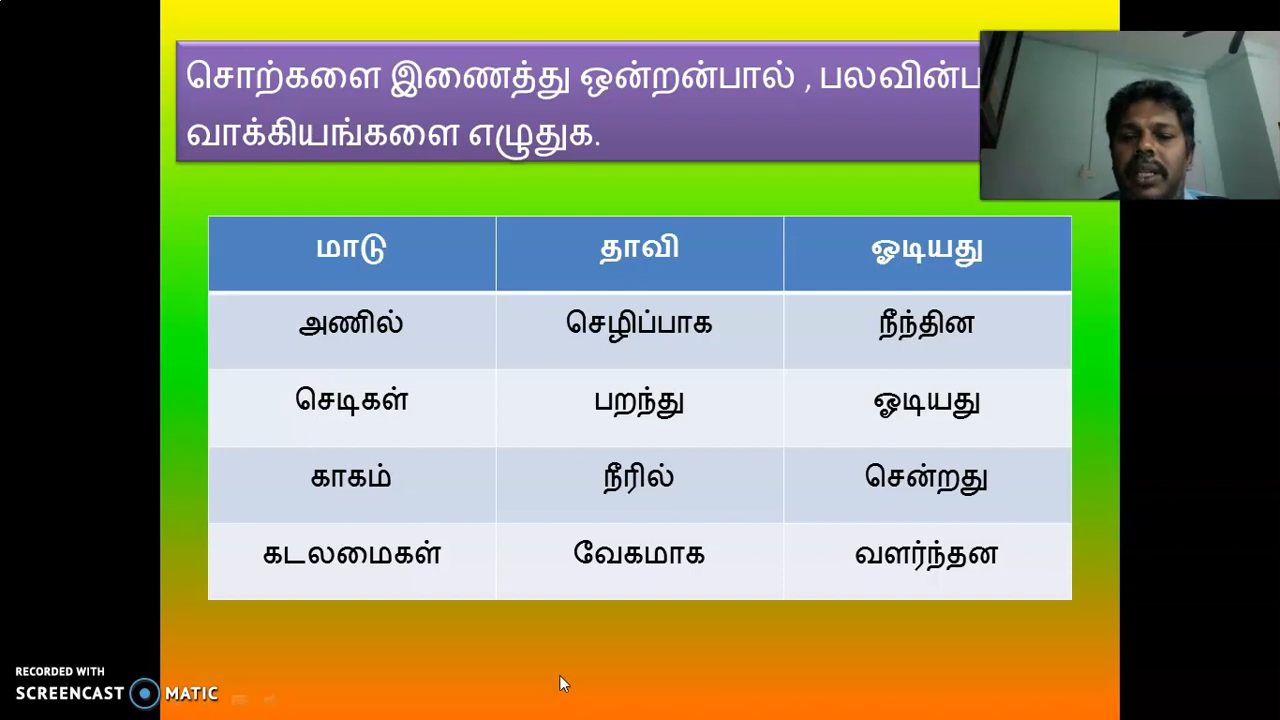 சொற்களை இணைத்து ஒன்றன்பால் ,
வாக்கியங்களை எழுதுக.
மாடு தாவி ஓடியது
அணில் செழிப்பாக நீந்தின
செடிகள் பறந்து ஓடியது
காகம் நீரில் சென்றது
கடலமைகள் வேகமாக வளர்ந்தன
RECORDED WITH
SCREENCAST MATIC